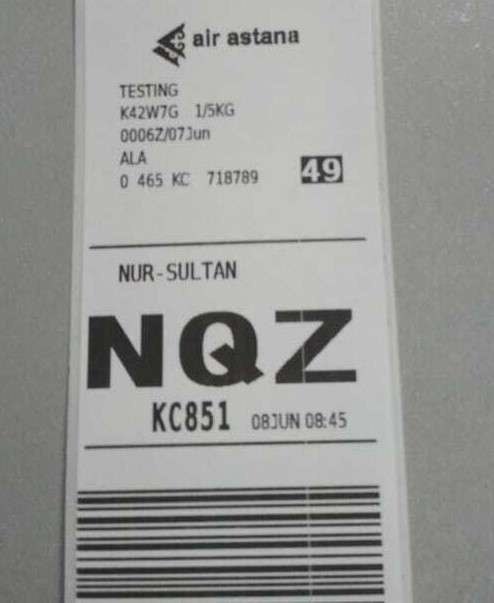 air astana
TESTING
K42W7G 1/5KG
0006Z/07Jun
ALA
0 465 KC 718789 49
NUR-SULTAN
NQZ
KC851 08JUN 08:45